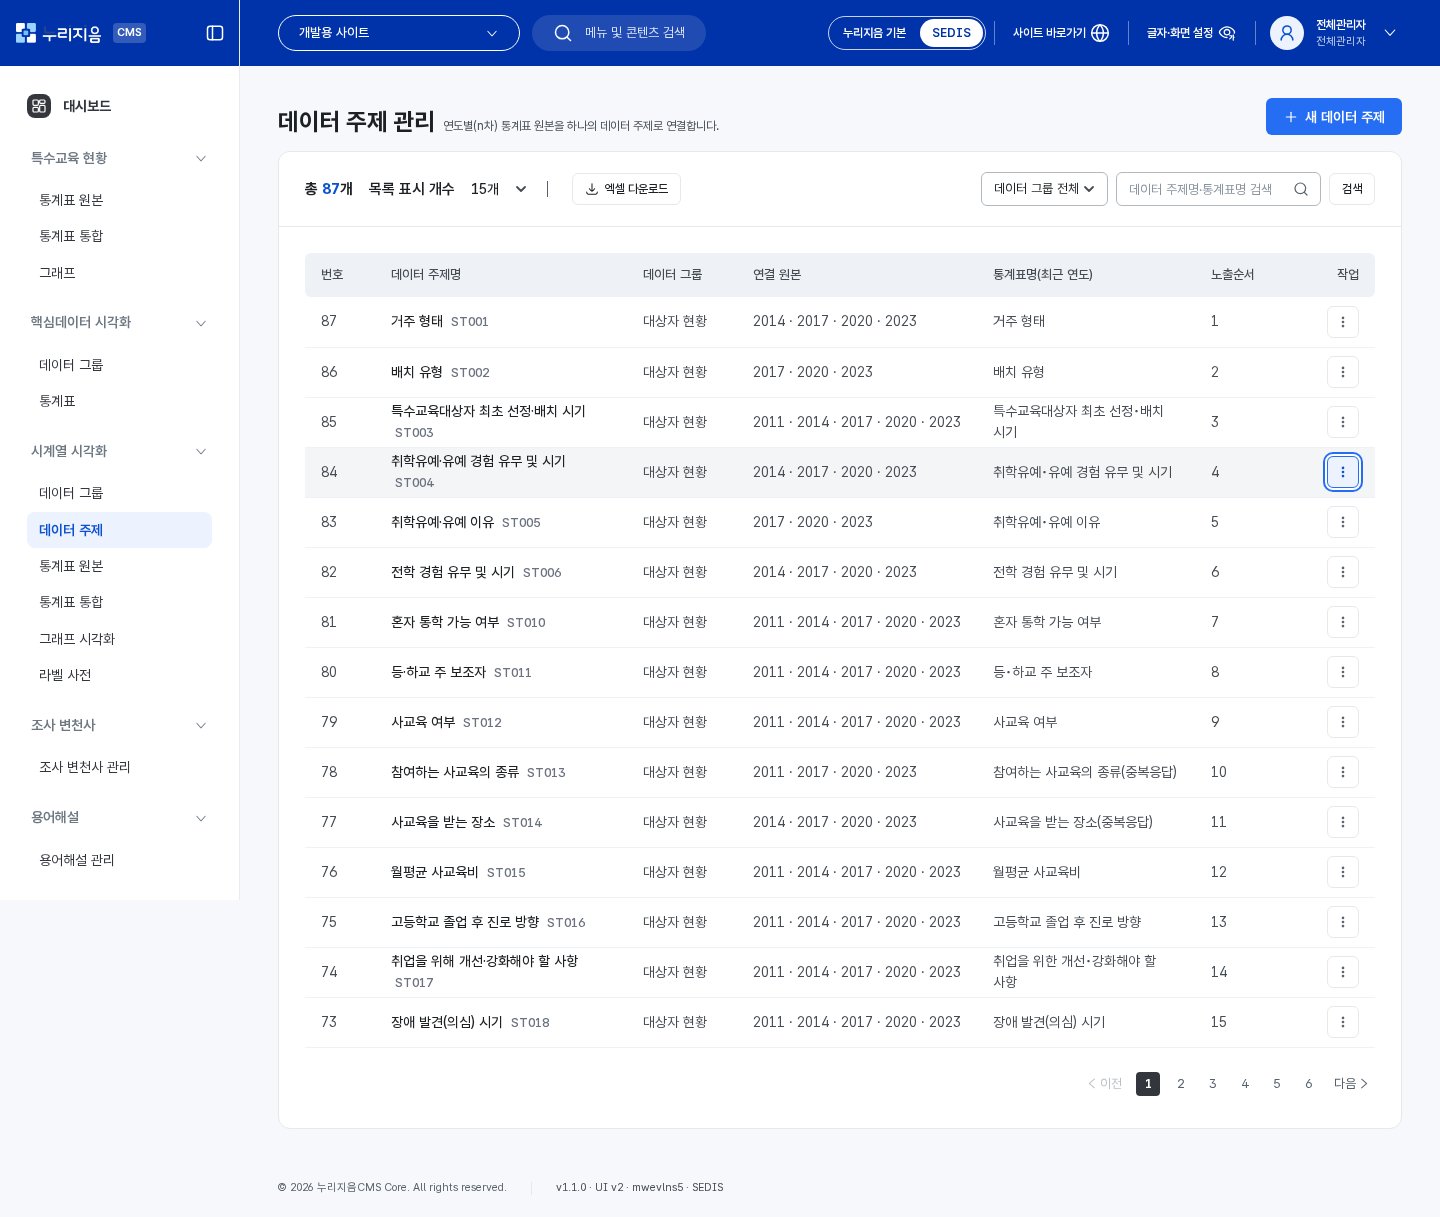 누리지음 CMS
개발용 사이트
메뉴 및 콘텐츠 검색
누리지음 기본 SEDIS
사이트 바로가기
글자·화면 설정
전체관리자
전체관리자
대시보드
특수교육 현황
통계표 원본
통계표 통합
그래프
핵심데이터 시각화
데이터 그룹
통계표
시계열 시각화
데이터 그룹
데이터 주제
통계표 원본
통계표 통합
그래프 시각화
라벨 사전
조사 변천사
조사 변천사 관리
용어해설
용어해설 관리
데이터 주제 관리 연도별(n차) 통계표 원본을 하나의 데이터 주제로 연결합니다.
새 데이터 주제
총 87개 목록 표시 개수 15개 엑셀 다운로드
데이터 그룹 전체 데이터 주제명·통계표명 검색 검색
번호 데이터 주제명 데이터 그룹 연결 원본 통계표명(최근 연도) 노출순서 작업
87 거주 형태 ST001 대상자 현황 2014 · 2017 · 2020 · 2023 거주 형태 1
86 배치 유형 ST002 대상자 현황 2017 · 2020 · 2023 배치 유형 2
85 특수교육대상자 최초 선정·배치 시기 ST003 대상자 현황 2011 · 2014 · 2017 · 2020 · 2023 특수교육대상자 최초 선정･배치 시기 3
84 취학유예·유예 경험 유무 및 시기 ST004 대상자 현황 2014 · 2017 · 2020 · 2023 취학유예･유예 경험 유무 및 시기 4
83 취학유예·유예 이유 ST005 대상자 현황 2017 · 2020 · 2023 취학유예･유예 이유 5
82 전학 경험 유무 및 시기 ST006 대상자 현황 2014 · 2017 · 2020 · 2023 전학 경험 유무 및 시기 6
81 혼자 통학 가능 여부 ST010 대상자 현황 2011 · 2014 · 2017 · 2020 · 2023 혼자 통학 가능 여부 7
80 등·하교 주 보조자 ST011 대상자 현황 2011 · 2014 · 2017 · 2020 · 2023 등･하교 주 보조자 8
79 사교육 여부 ST012 대상자 현황 2011 · 2014 · 2017 · 2020 · 2023 사교육 여부 9
78 참여하는 사교육의 종류 ST013 대상자 현황 2011 · 2017 · 2020 · 2023 참여하는 사교육의 종류(중복응답) 10
77 사교육을 받는 장소 ST014 대상자 현황 2014 · 2017 · 2020 · 2023 사교육을 받는 장소(중복응답) 11
76 월평균 사교육비 ST015 대상자 현황 2011 · 2014 · 2017 · 2020 · 2023 월평균 사교육비 12
75 고등학교 졸업 후 진로 방향 ST016 대상자 현황 2011 · 2014 · 2017 · 2020 · 2023 고등학교 졸업 후 진로 방향 13
74 취업을 위해 개선·강화해야 할 사항 ST017 대상자 현황 2011 · 2014 · 2017 · 2020 · 2023 취업을 위한 개선･강화해야 할 사항 14
73 장애 발견(의심) 시기 ST018 대상자 현황 2011 · 2014 · 2017 · 2020 · 2023 장애 발견(의심) 시기 15
이전 1 2 3 4 5 6 다음
© 2026 누리지음CMS Core. All rights reserved. v1.1.0 · UI v2 · mwevlns5 · SEDIS